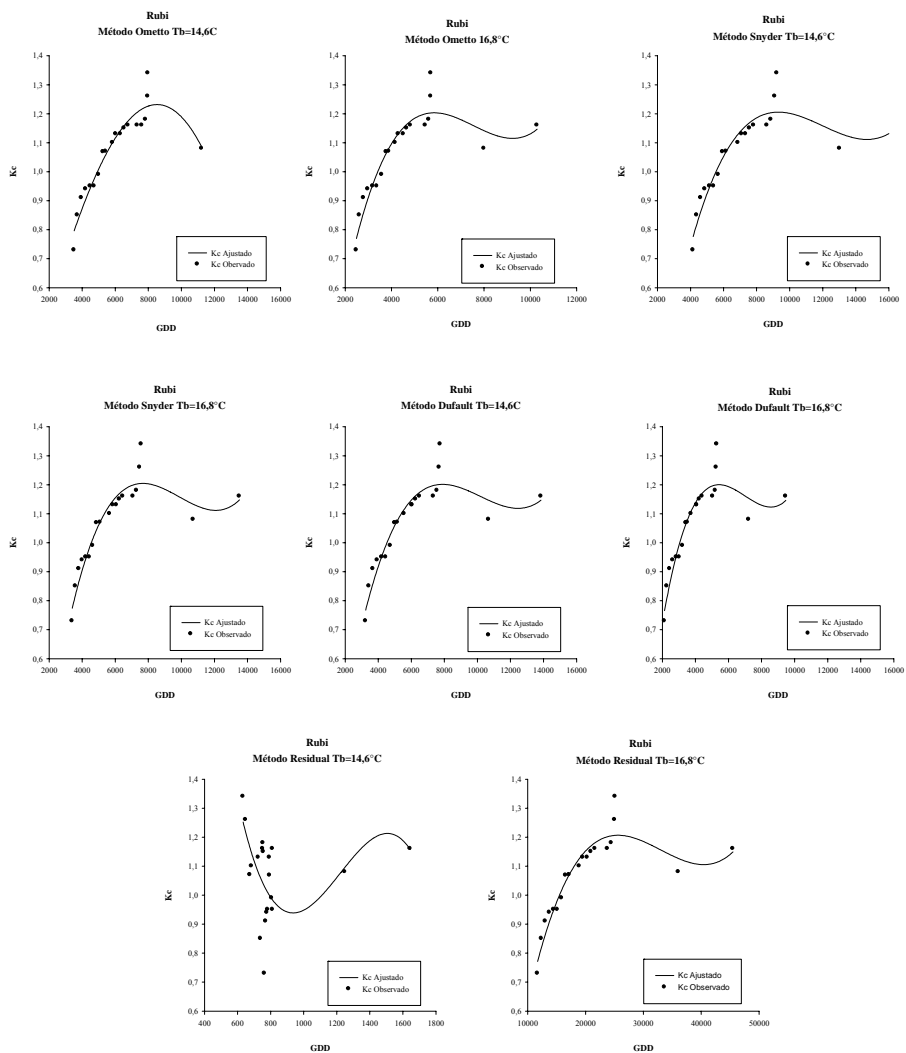 Rubi
Método Ometto Tb=14,6C
1,4
1,3
1,2
1,1
1,0
0,9
0,8
0,7
0,6
Kc
Kc Ajustado
Kc Obervado
2000 4000 6000 8000 10000 12000 14000 16000
GDD
Rubi
Método Ometto 16,8°C
1,4
1,3
1,2
1,1
1,0
0,9
0,8
0,7
0,6
Kc
Kc Ajustado
Kc Observado
2000 4000 6000 8000 10000 12000
GDD
Rubi
Método Snyder Tb=14,6°C
1,4
1,3
1,2
1,1
1,0
0,9
0,8
0,7
0,6
Kc
Kc Ajustado
Kc Observado
2000 4000 6000 8000 10000 12000 14000 16000
GDD
Rubi
Método Snyder Tb=16,8°C
1,4
1,3
1,2
1,1
1,0
0,9
0,8
0,7
0,6
Kc
Kc Ajustado
Kc Observado
2000 4000 6000 8000 10000 12000 14000 16000
GDD
Rubi
Método Dufault Tb=14,6C
1,4
1,3
1,2
1,1
1,0
0,9
0,8
0,7
0,6
Kc
Kc Ajustado
Kc Observado
2000 4000 6000 8000 10000 12000 14000 16000
GDD
Rubi
Método Dufault Tb=16,8°C
1,4
1,3
1,2
1,1
1,0
0,9
0,8
0,7
0,6
Kc
Kc Ajustado
Kc Observado
2000 4000 6000 8000 10000 12000 14000 16000
GDD
Rubi
Método Residual Tb=14,6°C
1,4
1,3
1,2
1,1
1,0
0,9
0,8
0,7
0,6
Kc
Kc Ajustado
Kc Observado
400 600 800 1000 1200 1400 1600 1800
GDD
Rubi
Método Residual Tb=16,8°C
1,4
1,3
1,2
1,1
1,0
0,9
0,8
0,7
0,6
Kc
Kc Ajustado
Kc Observado
10000 20000 30000 40000 50000
GDD